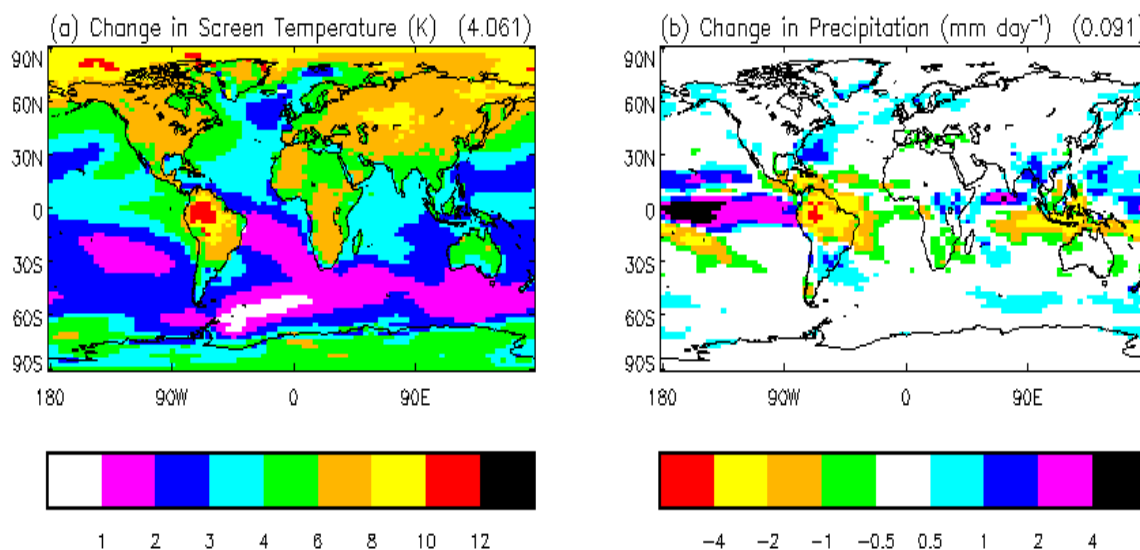 (a) Change in Screen Temperature (K) (4.061)
90N
60N
30N
0
30S
60S
90S
180 90W 0 90E
1 2 3 4 6 8 10 12
(b) Change in Precipitation (mm day⁻¹) (0.091)
90N
60N
30N
0
30S
60S
90S
180 90W 0 90E
−4 −2 −1 −0.5 0.5 1 2 4